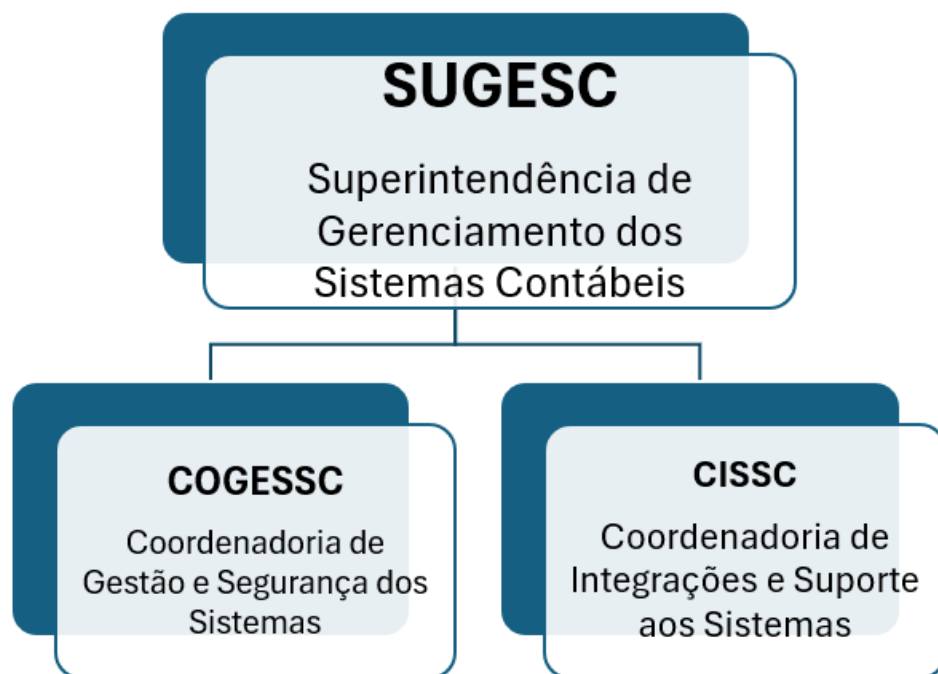 SUGESC
Superintendência de
Gerenciamento dos
Sistemas Contábeis
COGESSC
Coordenadoria de
Gestão e Segurança dos
Sistemas
CISSC
Coordenadoria de
Integrações e Suporte
aos Sistemas